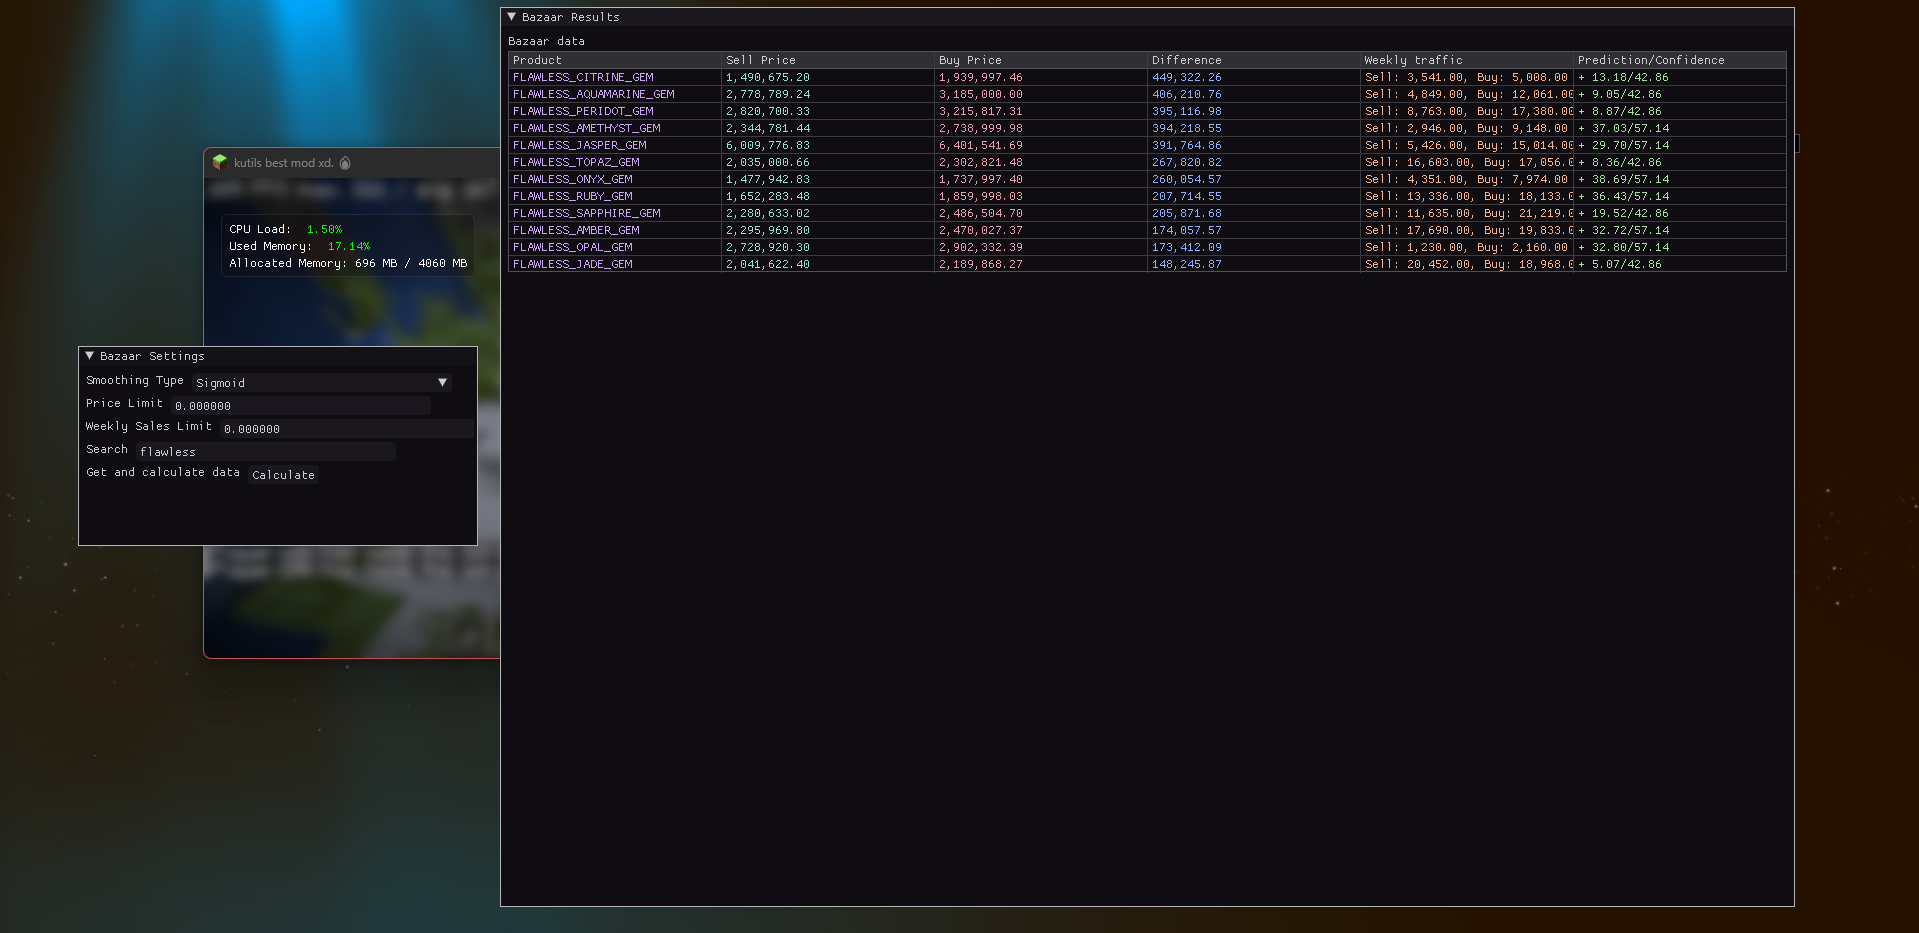 Bazaar Results
Bazaar data
Product Sell Price Buy Price Difference Weekly traffic Prediction/Confidence
FLAWLESS_CITRINE_GEM 1,490,675.20 1,939,997.46 449,322.26 Sell: 3,541.00, Buy: 5,008.00 + 13.18/42.86
FLAWLESS_AQUAMARINE_GEM 2,778,789.24 3,185,000.00 406,210.76 Sell: 4,849.00, Buy: 12,061.00 + 9.05/42.86
FLAWLESS_PERIDOT_GEM 2,820,700.33 3,215,817.31 395,116.98 Sell: 8,763.00, Buy: 17,380.00 + 8.87/42.86
FLAWLESS_AMETHYST_GEM 2,344,781.44 2,738,999.98 394,218.55 Sell: 2,946.00, Buy: 9,148.00 + 37.03/57.14
FLAWLESS_JASPER_GEM 6,009,776.83 6,401,541.69 391,764.86 Sell: 5,426.00, Buy: 15,014.00 + 29.70/57.14
FLAWLESS_TOPAZ_GEM 2,035,000.66 2,302,821.48 267,820.82 Sell: 16,603.00, Buy: 17,056.0 + 8.36/42.86
FLAWLESS_ONYX_GEM 1,477,942.83 1,737,997.40 260,054.57 Sell: 4,351.00, Buy: 7,974.00 + 38.69/57.14
FLAWLESS_RUBY_GEM 1,652,283.48 1,859,998.03 207,714.55 Sell: 13,336.00, Buy: 18,133.0 + 36.43/57.14
FLAWLESS_SAPPHIRE_GEM 2,280,633.02 2,486,504.70 205,871.68 Sell: 11,635.00, Buy: 21,219.0 + 19.52/42.86
FLAWLESS_AMBER_GEM 2,295,969.80 2,470,027.37 174,057.57 Sell: 17,690.00, Buy: 19,833.0 + 32.72/57.14
FLAWLESS_OPAL_GEM 2,728,920.30 2,902,332.39 173,412.09 Sell: 1,230.00, Buy: 2,160.00 + 32.80/57.14
FLAWLESS_JADE_GEM 2,041,622.40 2,189,868.27 148,245.87 Sell: 20,452.00, Buy: 18,968.0 + 5.07/42.86
kutils best mod xd.
CPU Load: 1.50%
Used Memory: 17.14%
Allocated Memory: 696 MB / 4060 MB
Bazaar Settings
Smoothing Type Sigmoid
Price Limit 0.000000
Weekly Sales Limit 0.000000
Search flawless
Get and calculate data Calculate